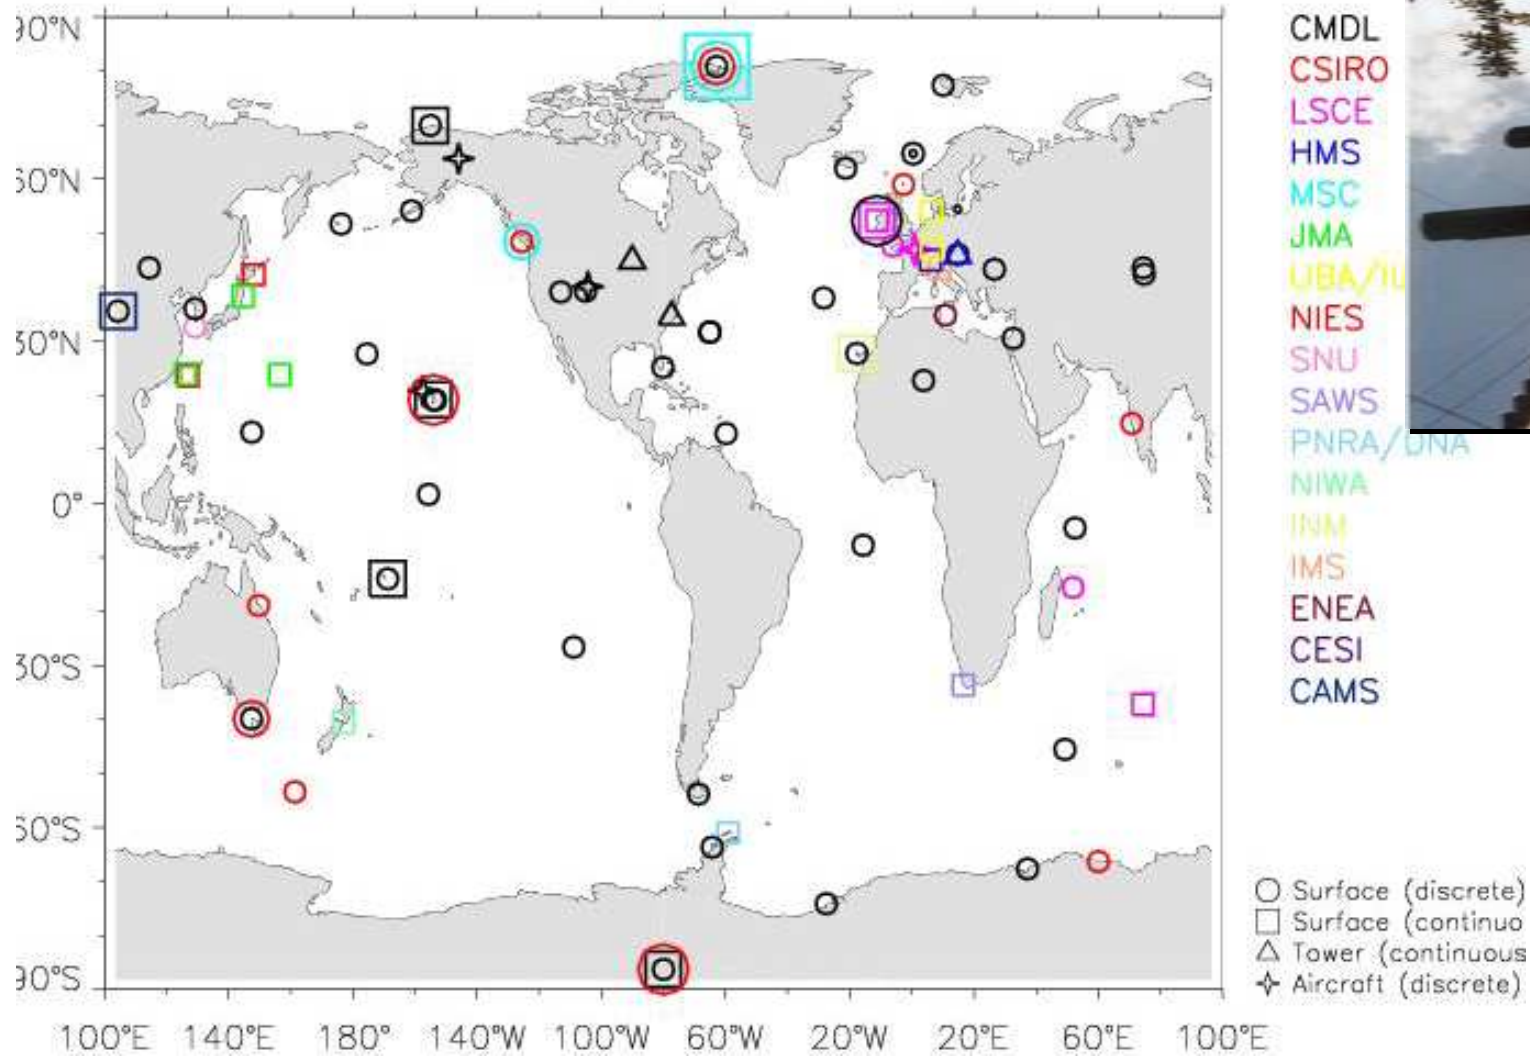 90°N
60°N
30°N
0°
30°S
60°S
90°S
100°E 140°E 180° 140°W 100°W 60°W 20°W 20°E 60°E 100°E
CMDL
CSIRO
LSCE
HMS
MSC
JMA
UBA/IU
NIES
SNU
SAWS
PNRA/DNA
NIWA
INM
IMS
ENEA
CESI
CAMS
Surface (discrete)
Surface (continuo
Tower (continuous
Aircraft (discrete)